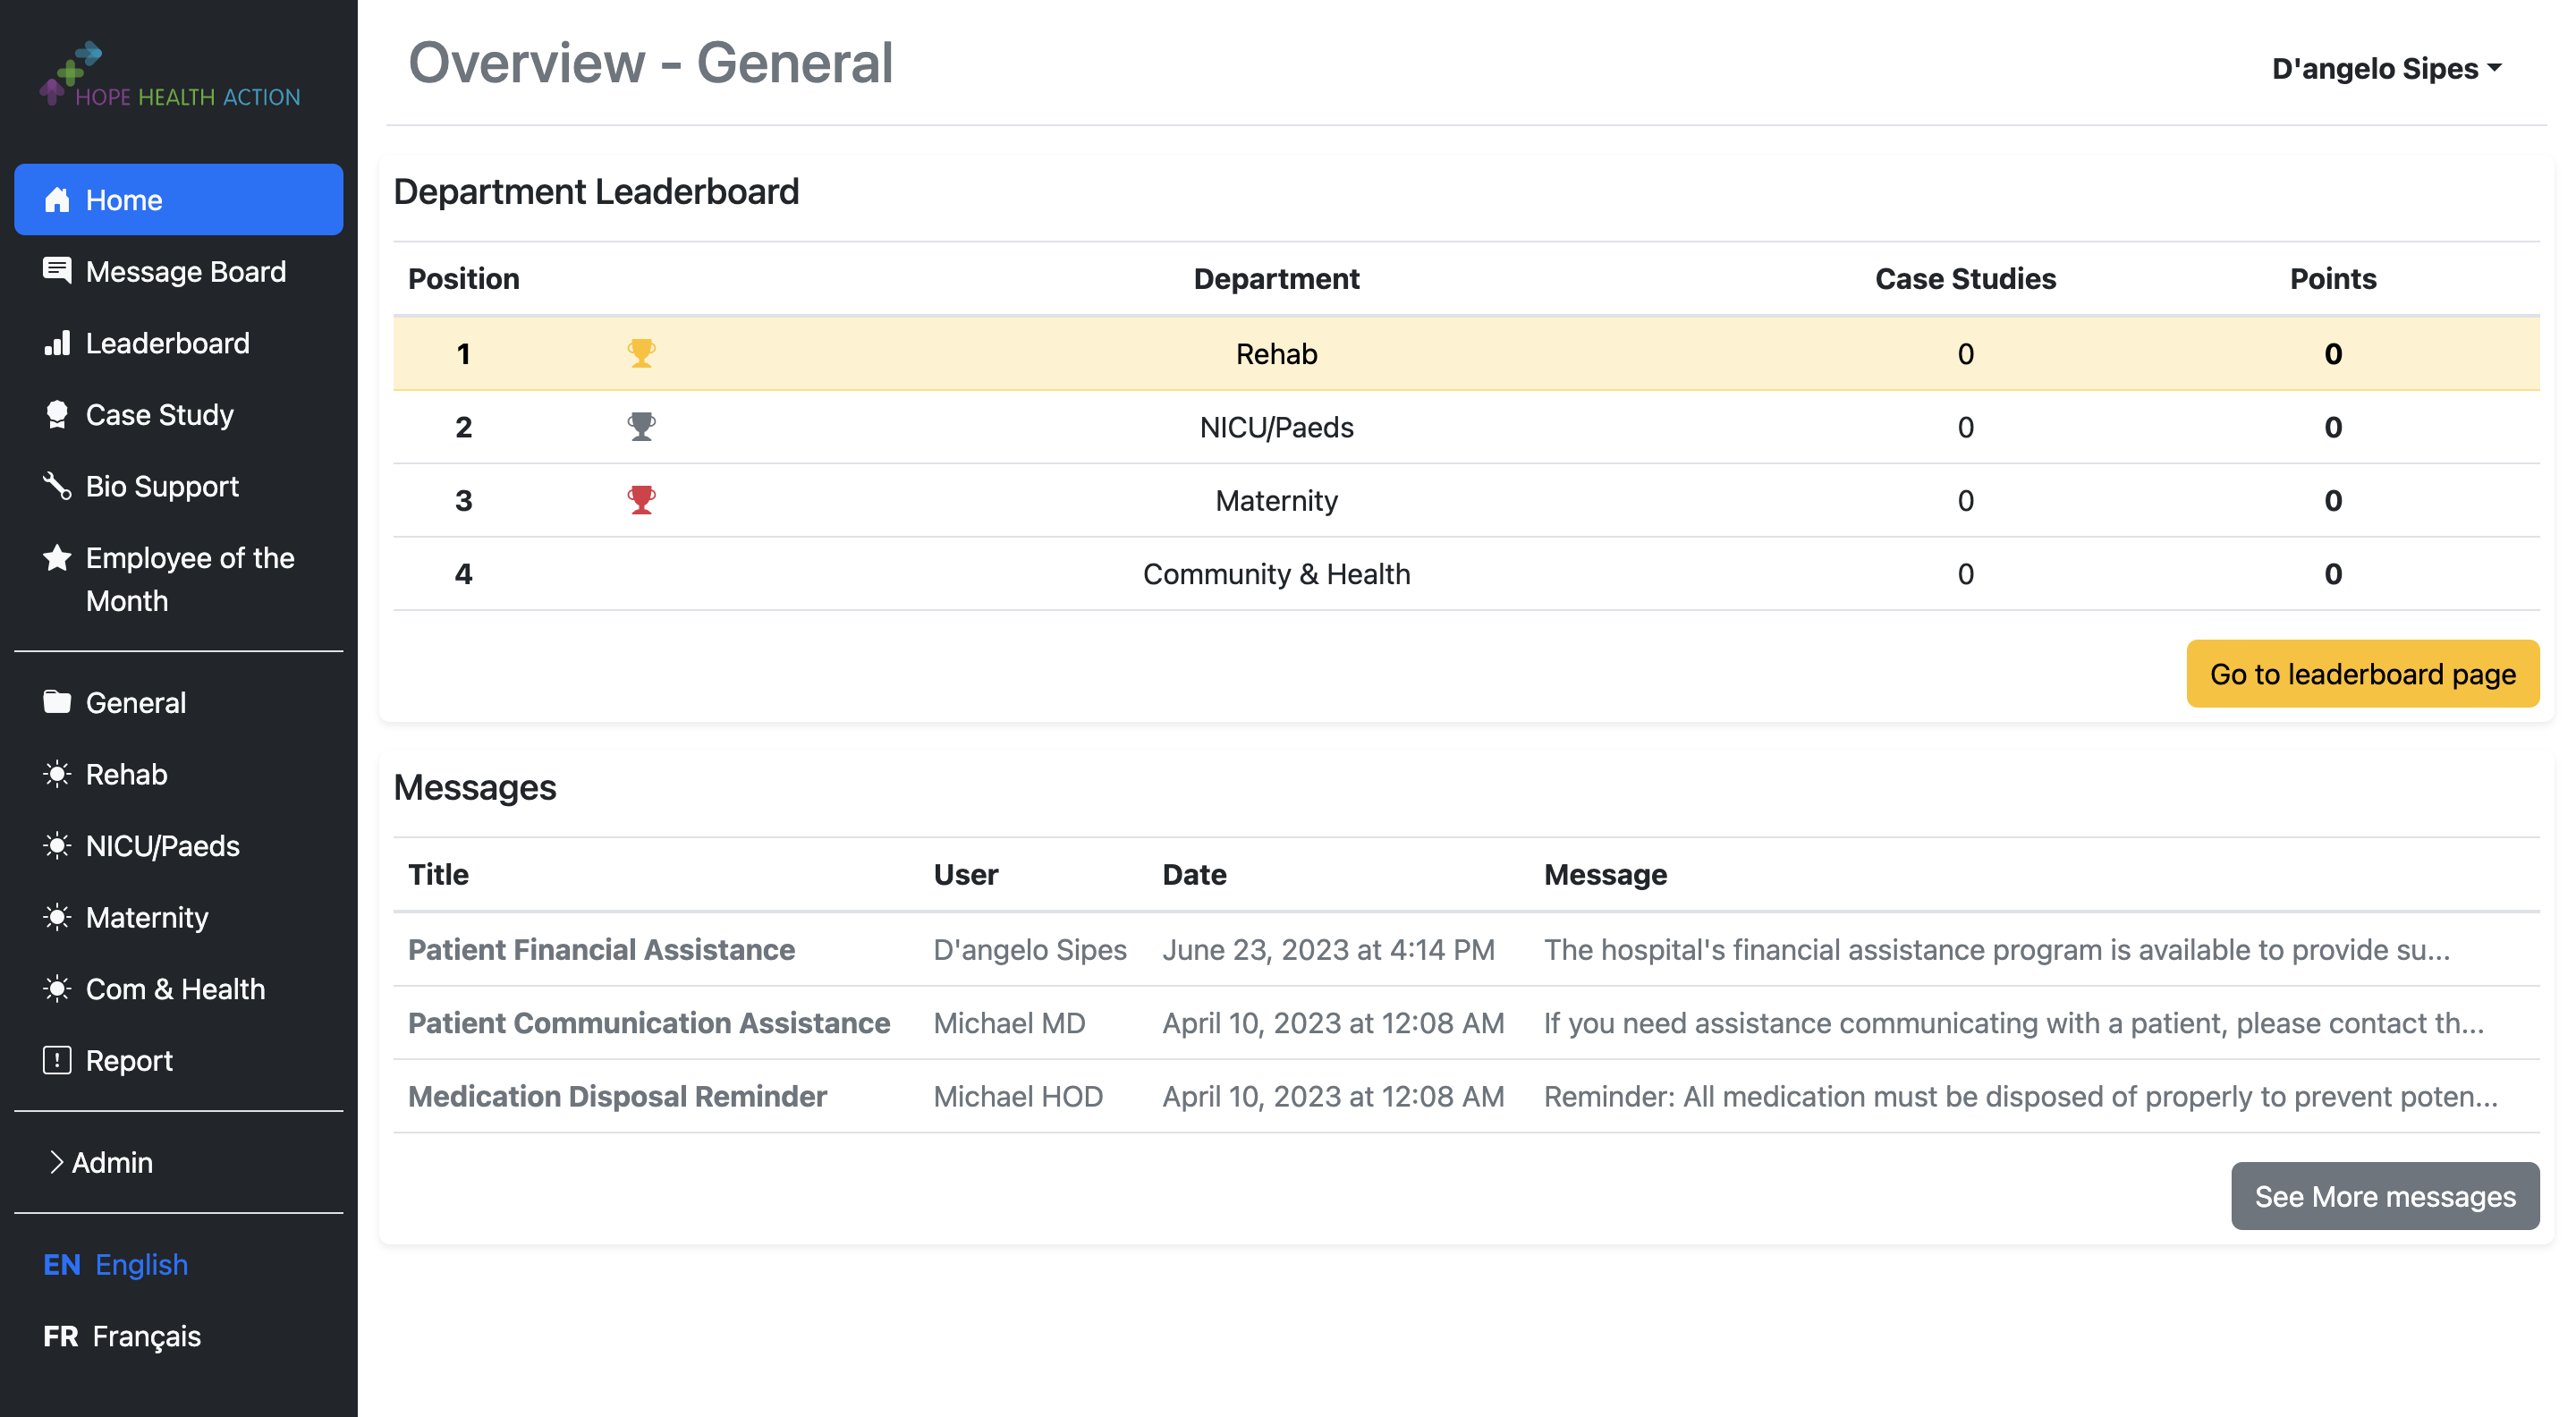 HOPE HEALTH ACTION
Home
Message Board
Leaderboard
Case Study
Bio Support
Employee of the
Month
General
Rehab
NICU/Paeds
Maternity
Com & Health
Report
Admin
EN English
FR Français
Overview - General
D'angelo Sipes
Department Leaderboard
Position Department Case Studies Points
1 Rehab 0 0
2 NICU/Paeds 0 0
3 Maternity 0 0
4 Community & Health 0 0
Go to leaderboard page
Messages
Title User Date Message
Patient Financial Assistance D'angelo Sipes June 23, 2023 at 4:14 PM The hospital's financial assistance program is available to provide su...
Patient Communication Assistance Michael MD April 10, 2023 at 12:08 AM If you need assistance communicating with a patient, please contact th...
Medication Disposal Reminder Michael HOD April 10, 2023 at 12:08 AM Reminder: All medication must be disposed of properly to prevent poten...
See More messages